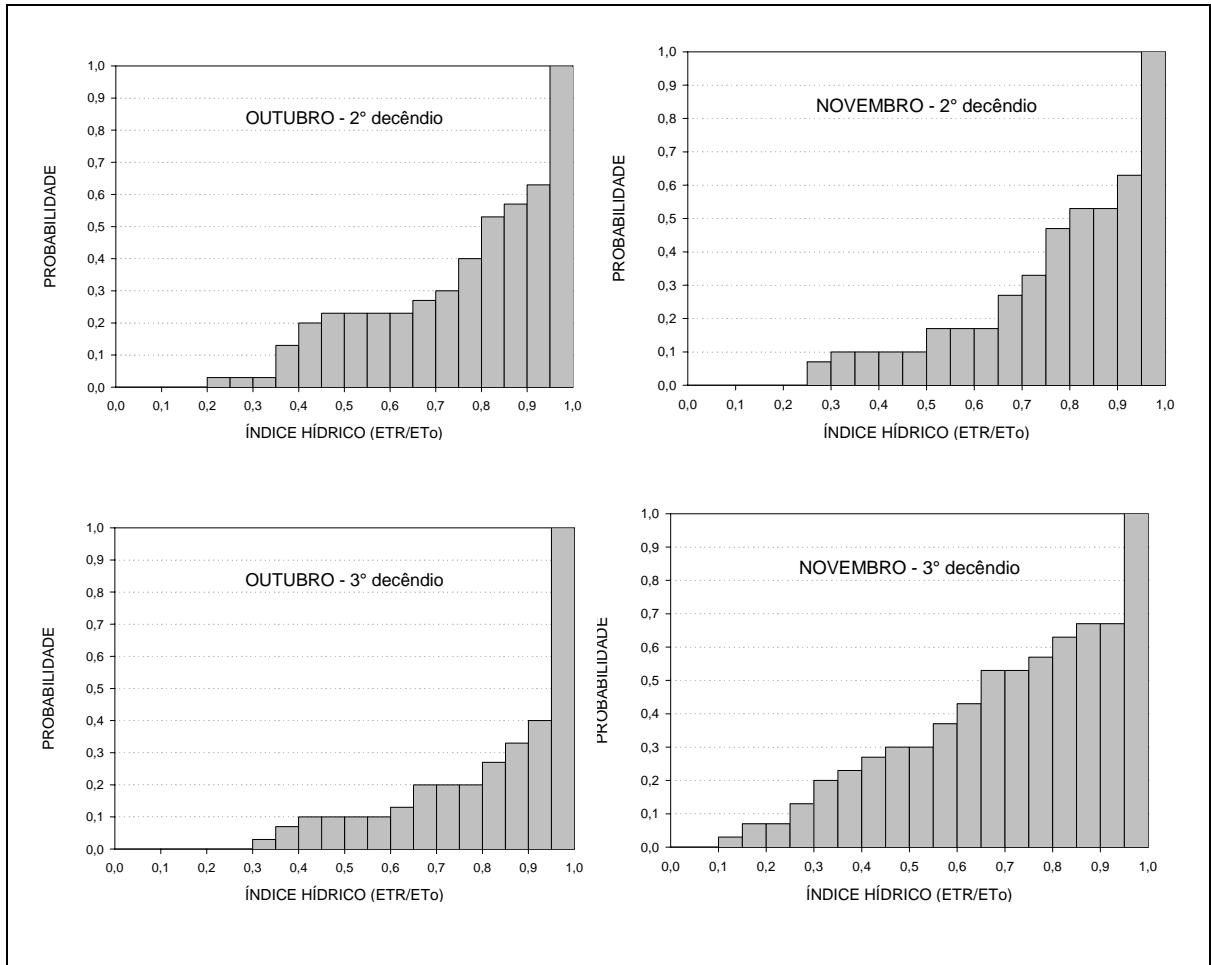 OUTUBRO - 2° decêndio
PROBABILIDADE
1,0
0,9
0,8
0,7
0,6
0,5
0,4
0,3
0,2
0,1
0,0
0,0 0,1 0,2 0,3 0,4 0,5 0,6 0,7 0,8 0,9 1,0
ÍNDICE HÍDRICO (ETR/ETo)
NOVEMBRO - 2° decêndio
PROBABILIDADE
1,0
0,9
0,8
0,7
0,6
0,5
0,4
0,3
0,2
0,1
0,0
0,0 0,1 0,2 0,3 0,4 0,5 0,6 0,7 0,8 0,9 1,0
ÍNDICE HÍDRICO (ETR/ETo)
OUTUBRO - 3° decêndio
PROBABILIDADE
1,0
0,9
0,8
0,7
0,6
0,5
0,4
0,3
0,2
0,1
0,0
0,0 0,1 0,2 0,3 0,4 0,5 0,6 0,7 0,8 0,9 1,0
ÍNDICE HÍDRICO (ETR/ETo)
NOVEMBRO - 3° decêndio
PROBABILIDADE
1,0
0,9
0,8
0,7
0,6
0,5
0,4
0,3
0,2
0,1
0,0
0,0 0,1 0,2 0,3 0,4 0,5 0,6 0,7 0,8 0,9 1,0
ÍNDICE HÍDRICO (ETR/ETo)